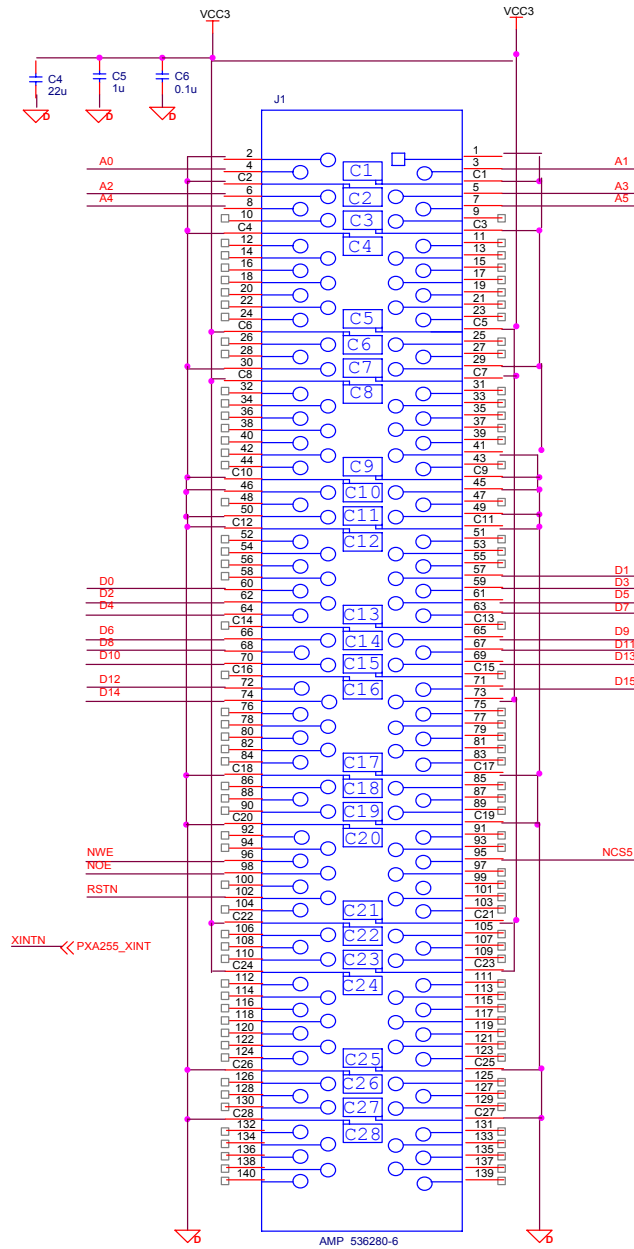 VCC3 VCC3
C4 22u
C5 1u
C6 0.1u
D D D
J1
2 1
A0 4 3 A1
C2 C1 C1
A2 6 5 A3
C2
A4 8 7 A5
10 C3 9
C4 C3
12 C4 11
14 13
16 15
18 17
20 19
22 21
24 C5 23
C6 C5
26 C6 25
28 27
30 C7 29
C8 C7
32 C8 31
34 33
36 35
38 37
40 39
42 41
44 C9 43
C10 C9
46 C10 45
48 47
50 C11 49
C12 C11
52 C12 51
54 53
56 55
58 57 D1
D0 60 59 D3
D2 62 61 D5
D4 64 C13 63 D7
C14 C13
D6 66 C14 65 D9
D8 68 67 D11
D10 70 C15 69 D13
C16 C15
D12 72 C16 71 D15
D14 74 73
76 75
78 77
80 79
82 81
84 C17 83
C18 C17
86 C18 85
88 87
90 C19 89
C20 C19
92 C20 91
94 93
NWE 96 95 NCS5
NOE 98 97
100 99
RSTN 102 101
104 C21 103
C22 C21
106 C22 105
XINTN PXA255_XINT 108 107
110 C23 109
C24 C23
112 C24 111
114 113
116 115
118 117
120 119
122 121
124 C25 123
C26 C25
126 C26 125
128 127
130 C27 129
C28 C27
132 C28 131
134 133
136 135
138 137
140 139
D D
AMP 536280-6